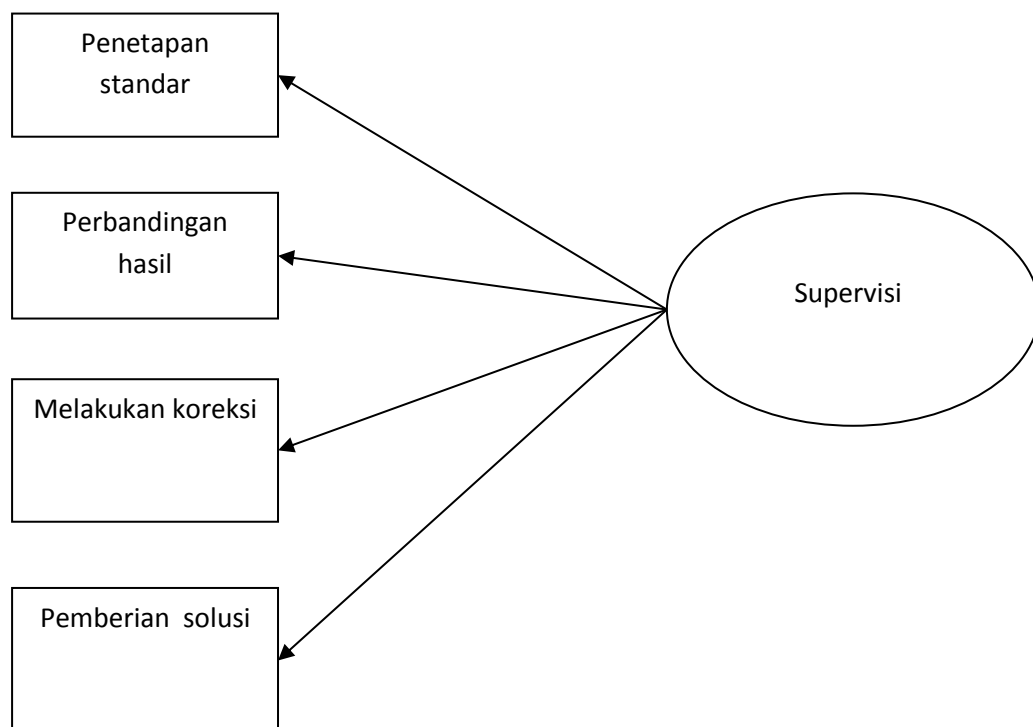 Penetapan
standar
Perbandingan
hasil
Supervisi
Melakukan koreksi
Pemberian  solusi